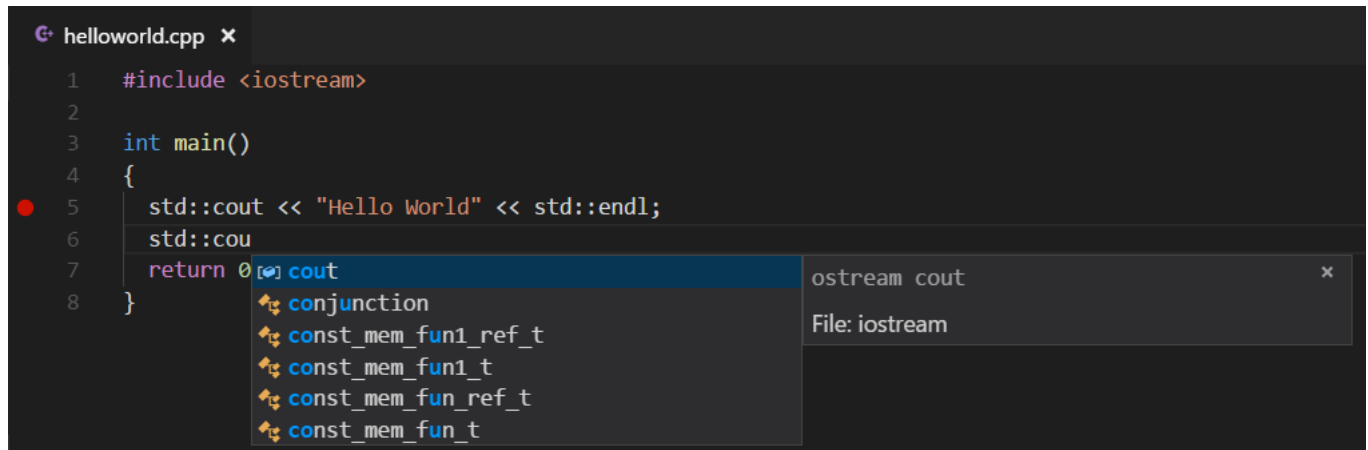 helloworld.cpp ×
1 #include <iostream>
2
3 int main()
4 {
5 std::cout << "Hello World" << std::endl;
6 std::cou
7 return 0
8 }
cout
conjunction
const_mem_fun1_ref_t
const_mem_fun1_t
const_mem_fun_ref_t
const_mem_fun_t
ostream cout ×
File: iostream